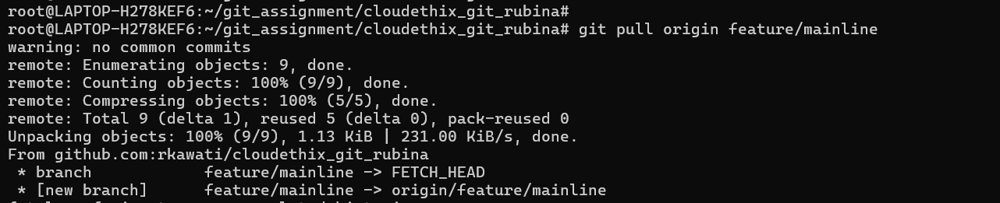 root@LAPTOP-H278KEF6:~/git_assignment/cloudethix_git_rubina#
root@LAPTOP-H278KEF6:~/git_assignment/cloudethix_git_rubina# git pull origin feature/mainline
warning: no common commits
remote: Enumerating objects: 9, done.
remote: Counting objects: 100% (9/9), done.
remote: Compressing objects: 100% (5/5), done.
remote: Total 9 (delta 1), reused 5 (delta 0), pack-reused 0
Unpacking objects: 100% (9/9), 1.13 KiB | 231.00 KiB/s, done.
From github.com:rkawati/cloudethix_git_rubina
 * branch            feature/mainline -> FETCH_HEAD
 * [new branch]      feature/mainline -> origin/feature/mainline